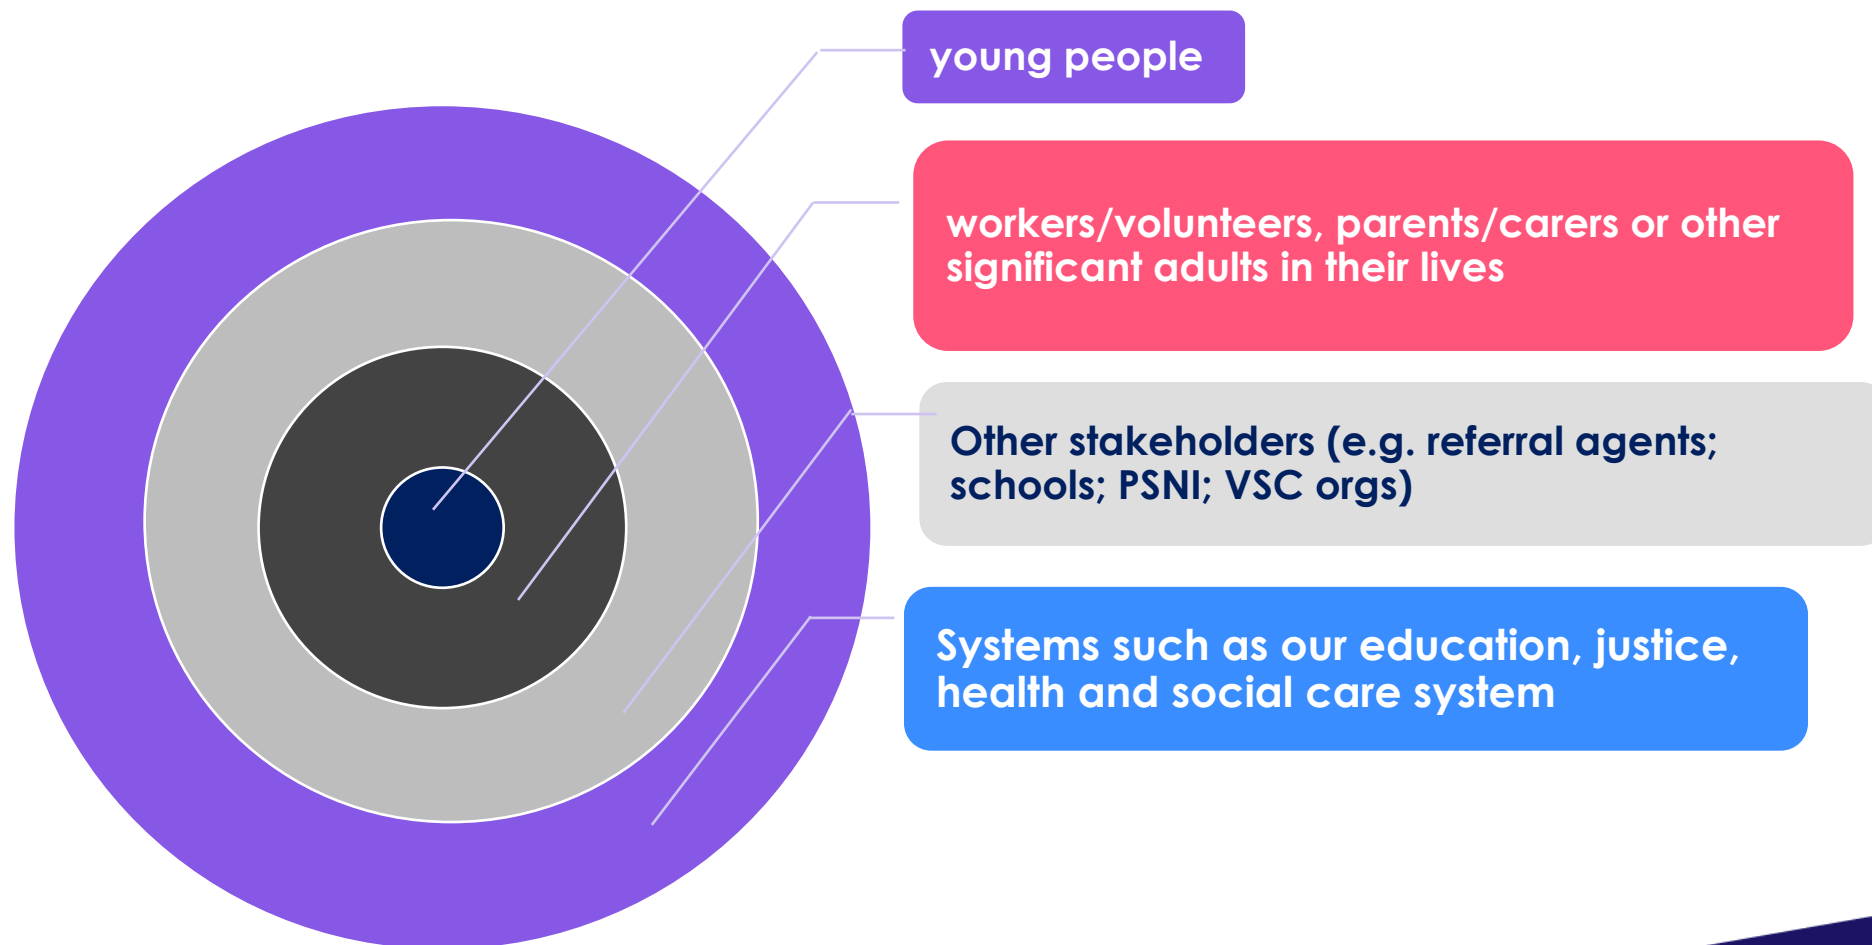 young people
workers/volunteers, parents/carers or other
significant adults in their lives
Other stakeholders (e.g. referral agents;
schools; PSNI; VSC orgs)
Systems such as our education, justice,
health and social care system